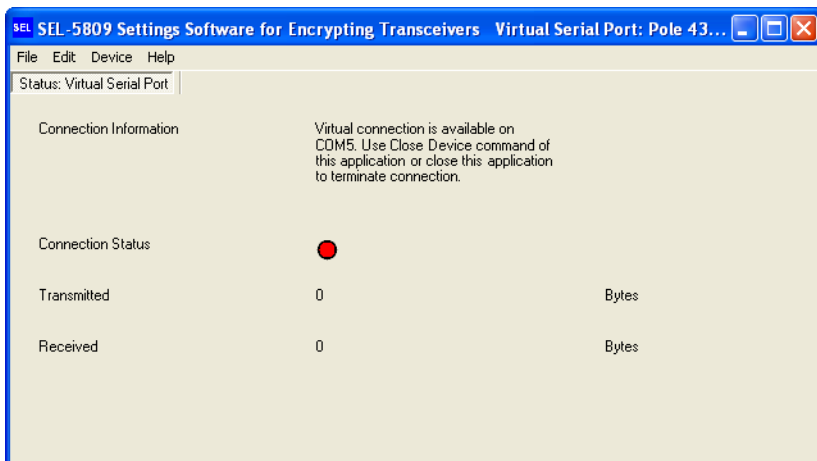 SEL SEL-5809 Settings Software for Encrypting Transceivers Virtual Serial Port: Pole 43...
File Edit Device Help
Status: Virtual Serial Port
Connection Information
Virtual connection is available on
COM5. Use Close Device command of
this application or close this application
to terminate connection.
Connection Status
Transmitted 0 Bytes
Received 0 Bytes